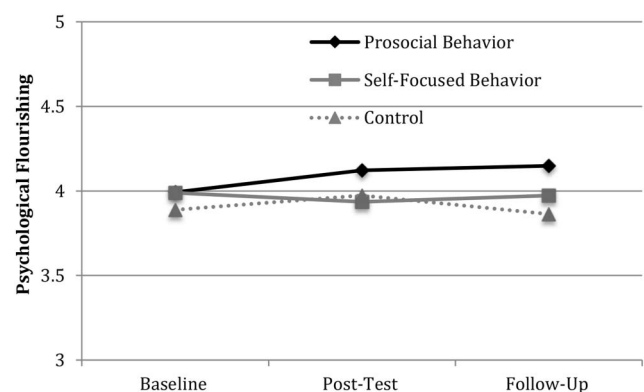 5
4.5
4
3.5
3
Psychological Flourishing
Prosocial Behavior
Self-Focused Behavior
Control
Baseline
Post-Test
Follow-Up